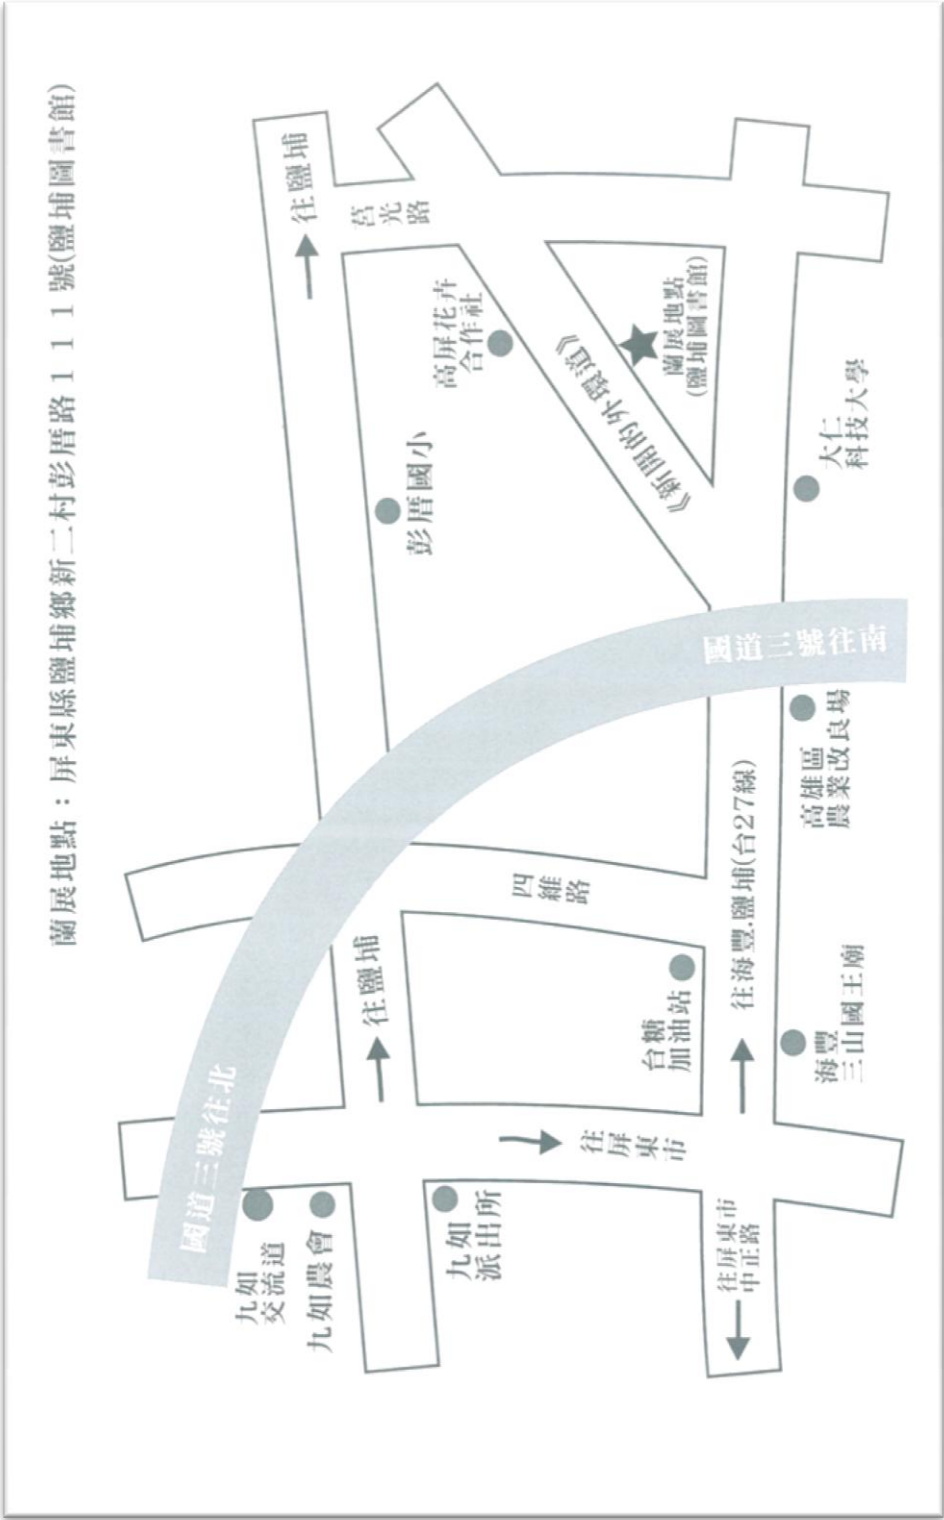 蘭展地點：屏東縣鹽埔鄉新二村彭厝路１１１號(鹽埔圖書館)
國道三號往北
九如
交流道
九如農會
往鹽埔
彭厝國小
往鹽埔
莒光路
九如
派出所
四維路
高屏花卉
合作社
《新開的外環道》
往屏東市
台糖
加油站
蘭展地點
(鹽埔圖書館)
往屏東市
中正路
往海豐.鹽埔(台27線)
國道三號往南
海豐
三山國王廟
高雄區
農業改良場
大仁
科技大學